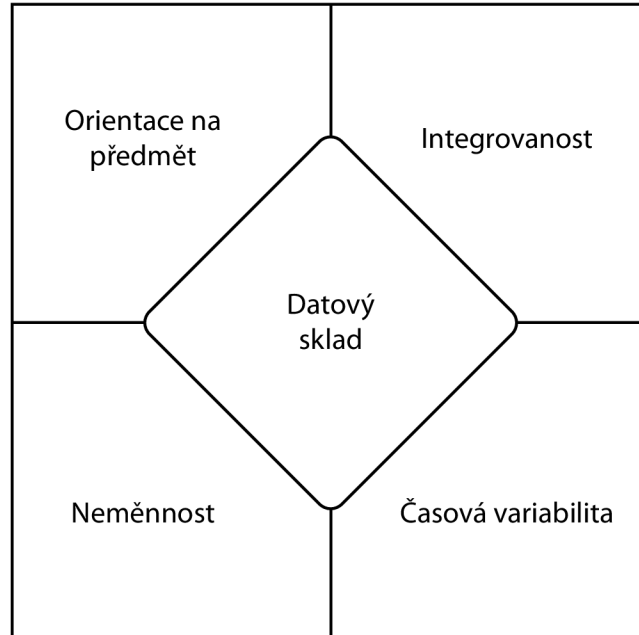 Orientace na
předmět
Integrovanost
Datový
sklad
Neměnnost
Časová variabilita